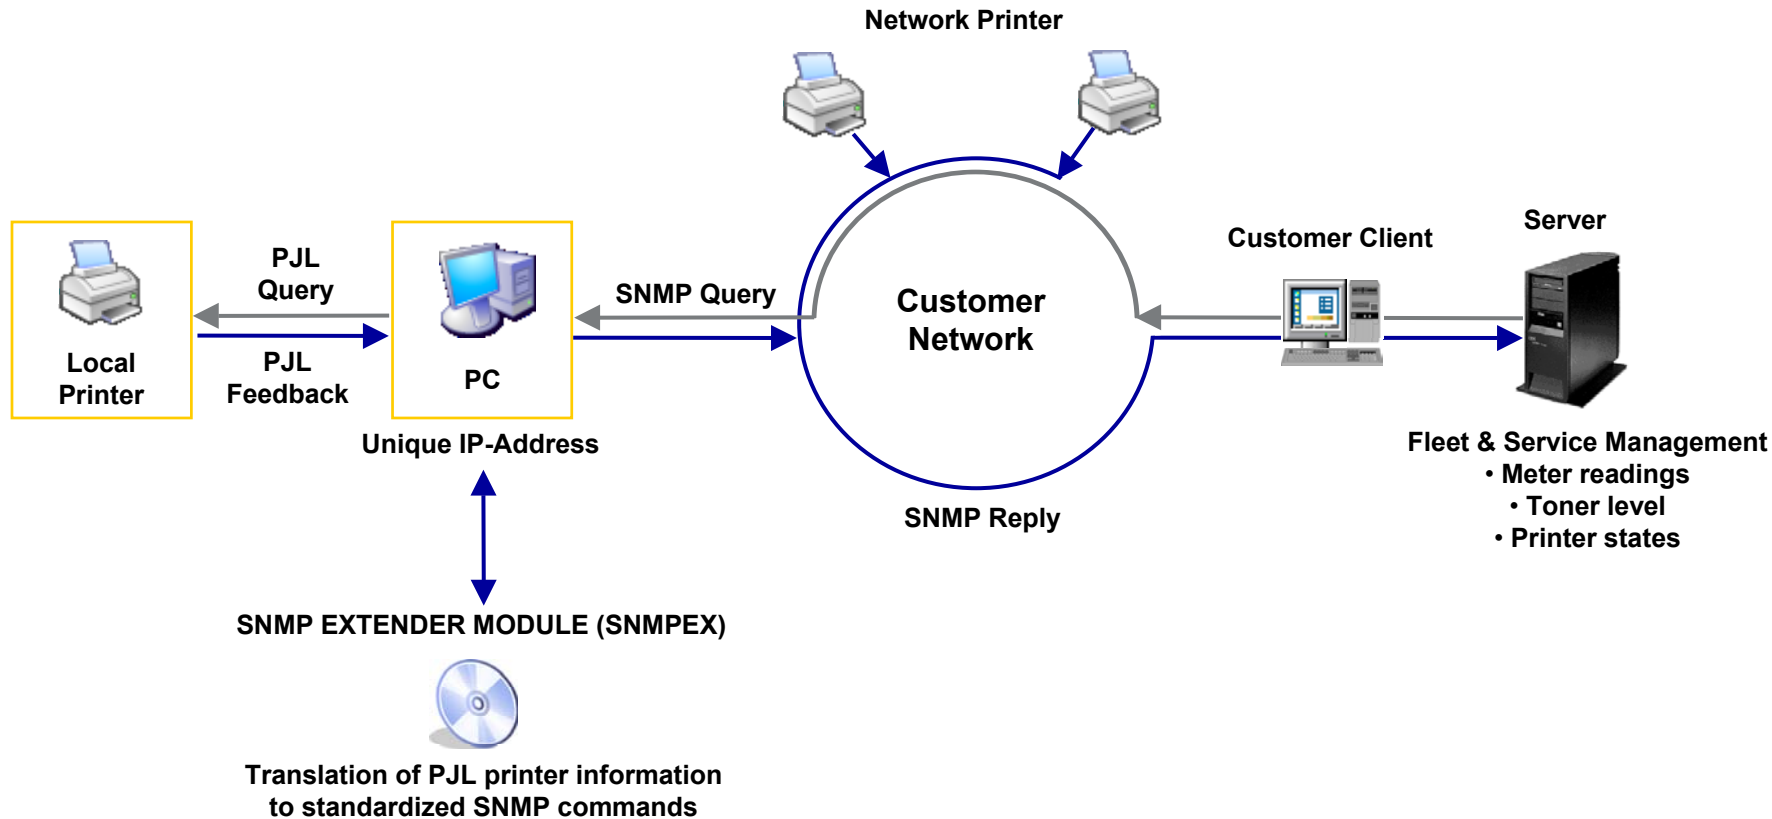 Network Printer
Server
Customer Client
PJL
Query
SNMP Query
Customer
Network
Local
Printer
PJL
Feedback
PC
Unique IP-Address
SNMP Reply
Fleet & Service Management
• Meter readings
• Toner level
• Printer states
SNMP EXTENDER MODULE (SNMPEX)
Translation of PJL printer information
to standardized SNMP commands